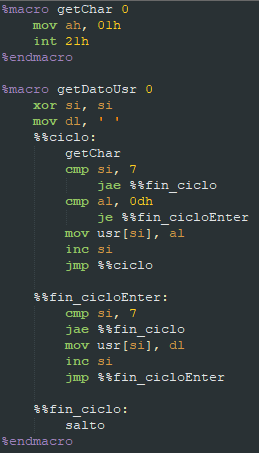 %macro getChar 0
mov ah, 01h
int 21h
%endmacro
%macro getDatoUsr 0
xor si, si
mov dl, ' '
%%ciclo:
getChar
cmp si, 7
jae %%fin_ciclo
cmp al, 0dh
je %%fin_cicloEnter
mov usr[si], al
inc si
jmp %%ciclo
%%fin_cicloEnter:
cmp si, 7
jae %%fin_ciclo
mov usr[si], dl
inc si
jmp %%fin_cicloEnter
%%fin_ciclo:
salto
%endmacro